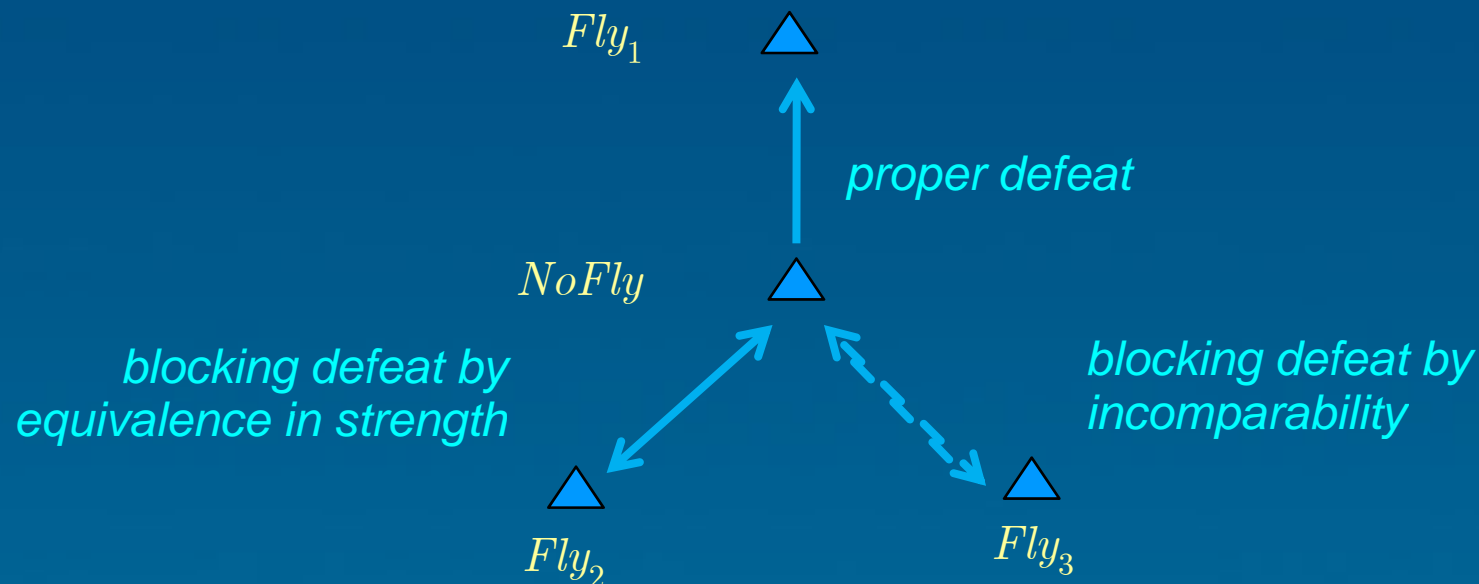 Fly₁
proper defeat
NoFly
blocking defeat by
equivalence in strength
blocking defeat by
incomparability
Fly₂
Fly₃